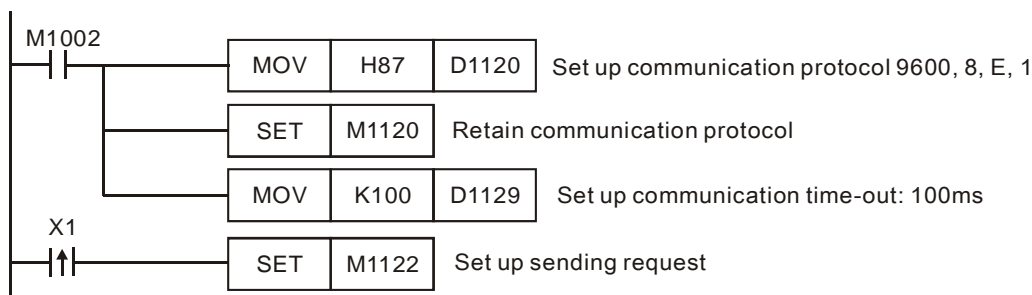 M1002
MOV H87 D1120 Set up communication protocol 9600, 8, E, 1
SET M1120 Retain communication protocol
MOV K100 D1129 Set up communication time-out: 100ms
X1
SET M1122 Set up sending request